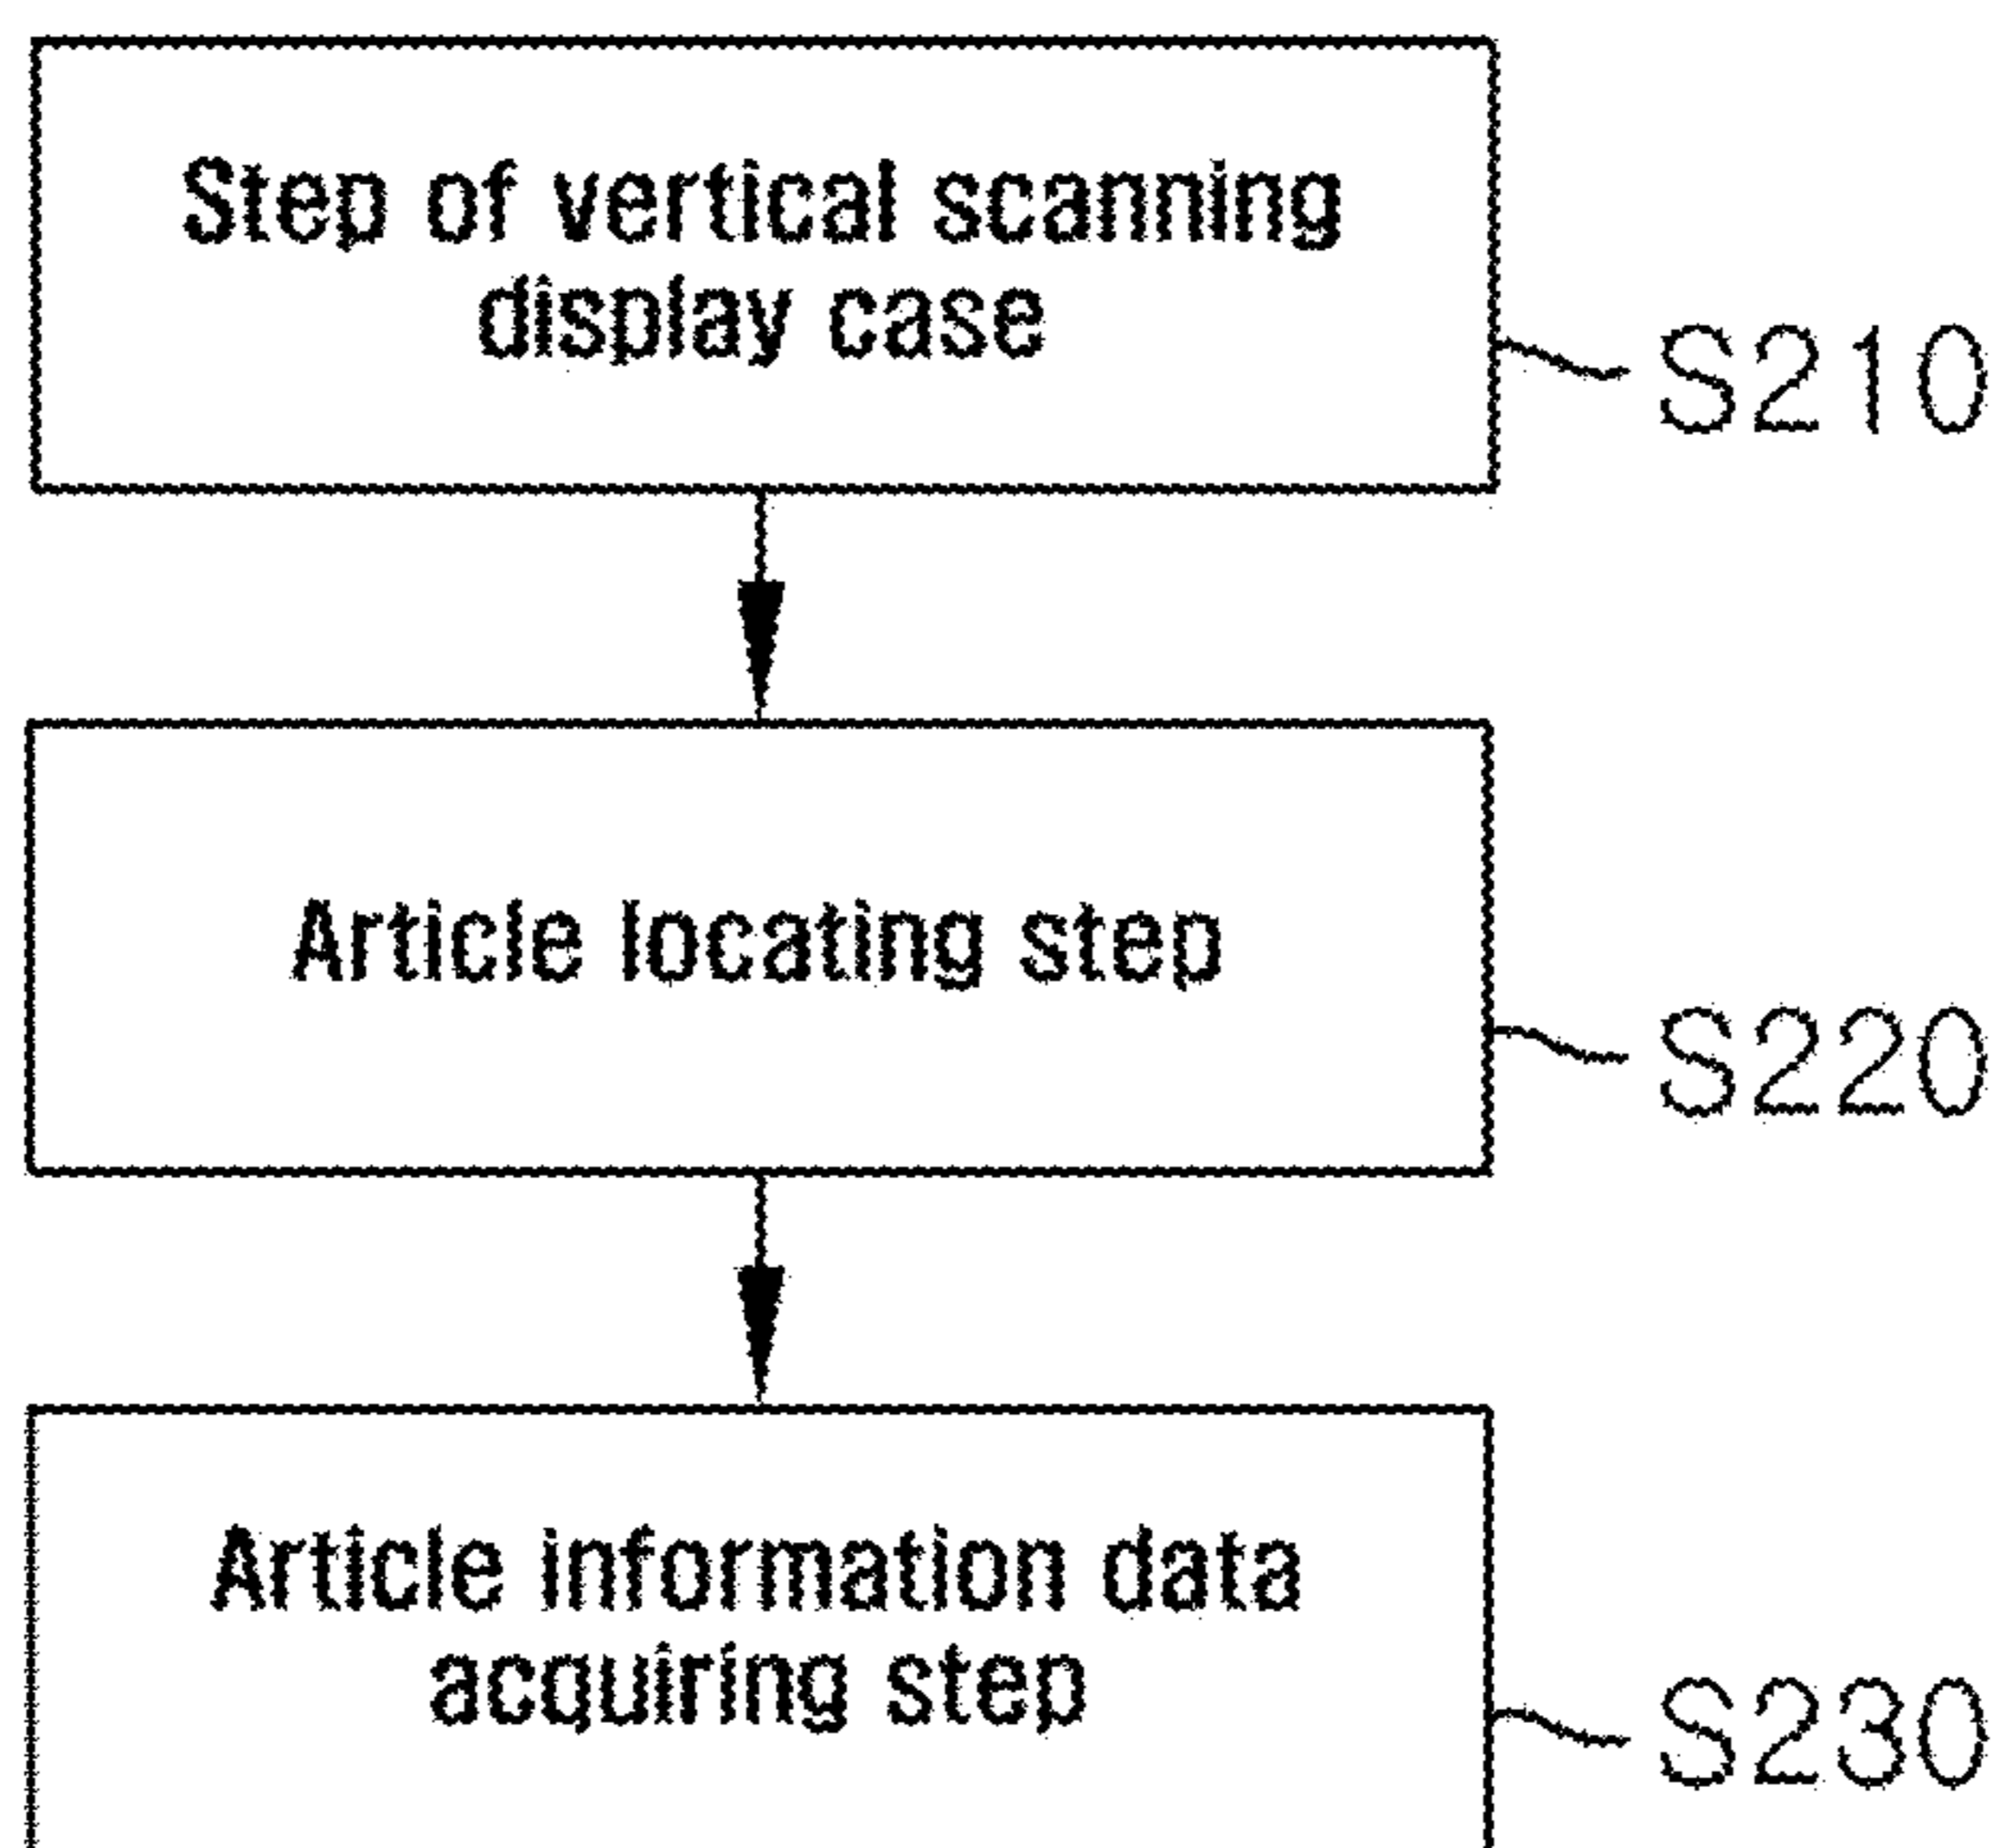 Step of vertical scanning
display case
S210
Article locating step
S220
Article information data
acquiring step
S230